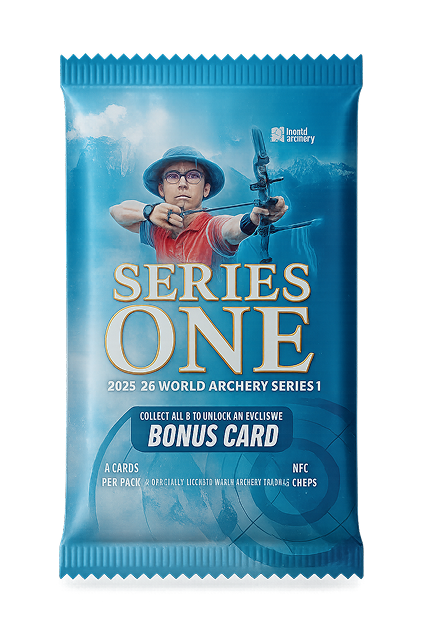 Inontd
arcinery
SERIES
ONE
2025 26 WORLD ARCHERY SERIES 1
COLLECT ALL B TO UNLOCK AN EVCLISWE
BONUS CARD
A CARDS
PER PACK
NFC
CHEPS
ARCHERY